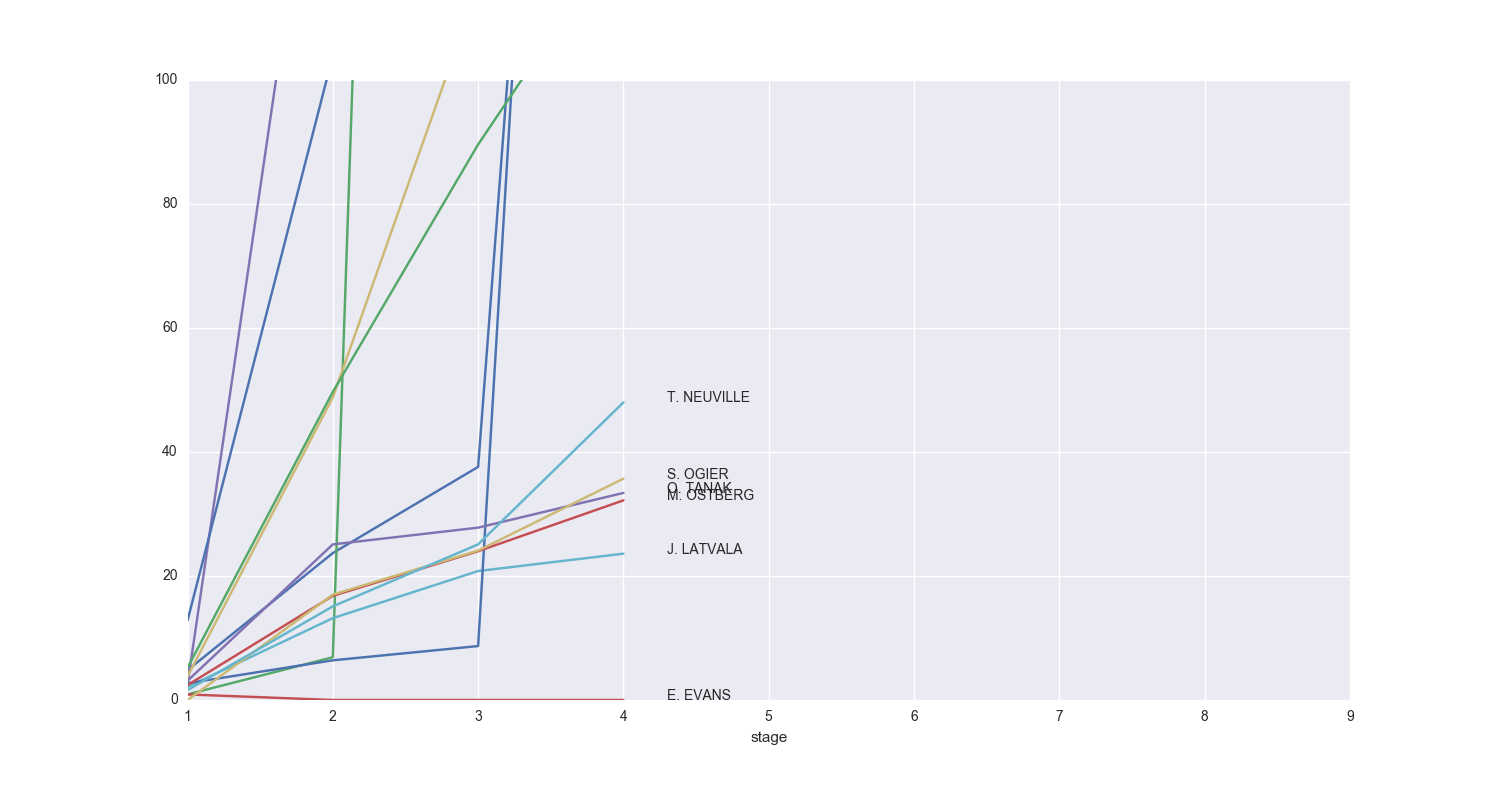 100
80
60
40
20
0
T. NEUVILLE
S. OGIER
O. TANAK
M. OSTBERG
J. LATVALA
E. EVANS
1 2 3 4 5 6 7 8 9
stage